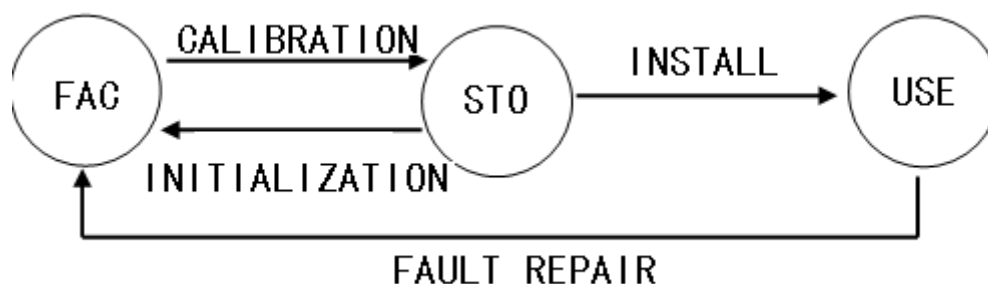 CALIBRATION
INSTALL
FAC
STO
USE
INITIALIZATION
FAULT REPAIR